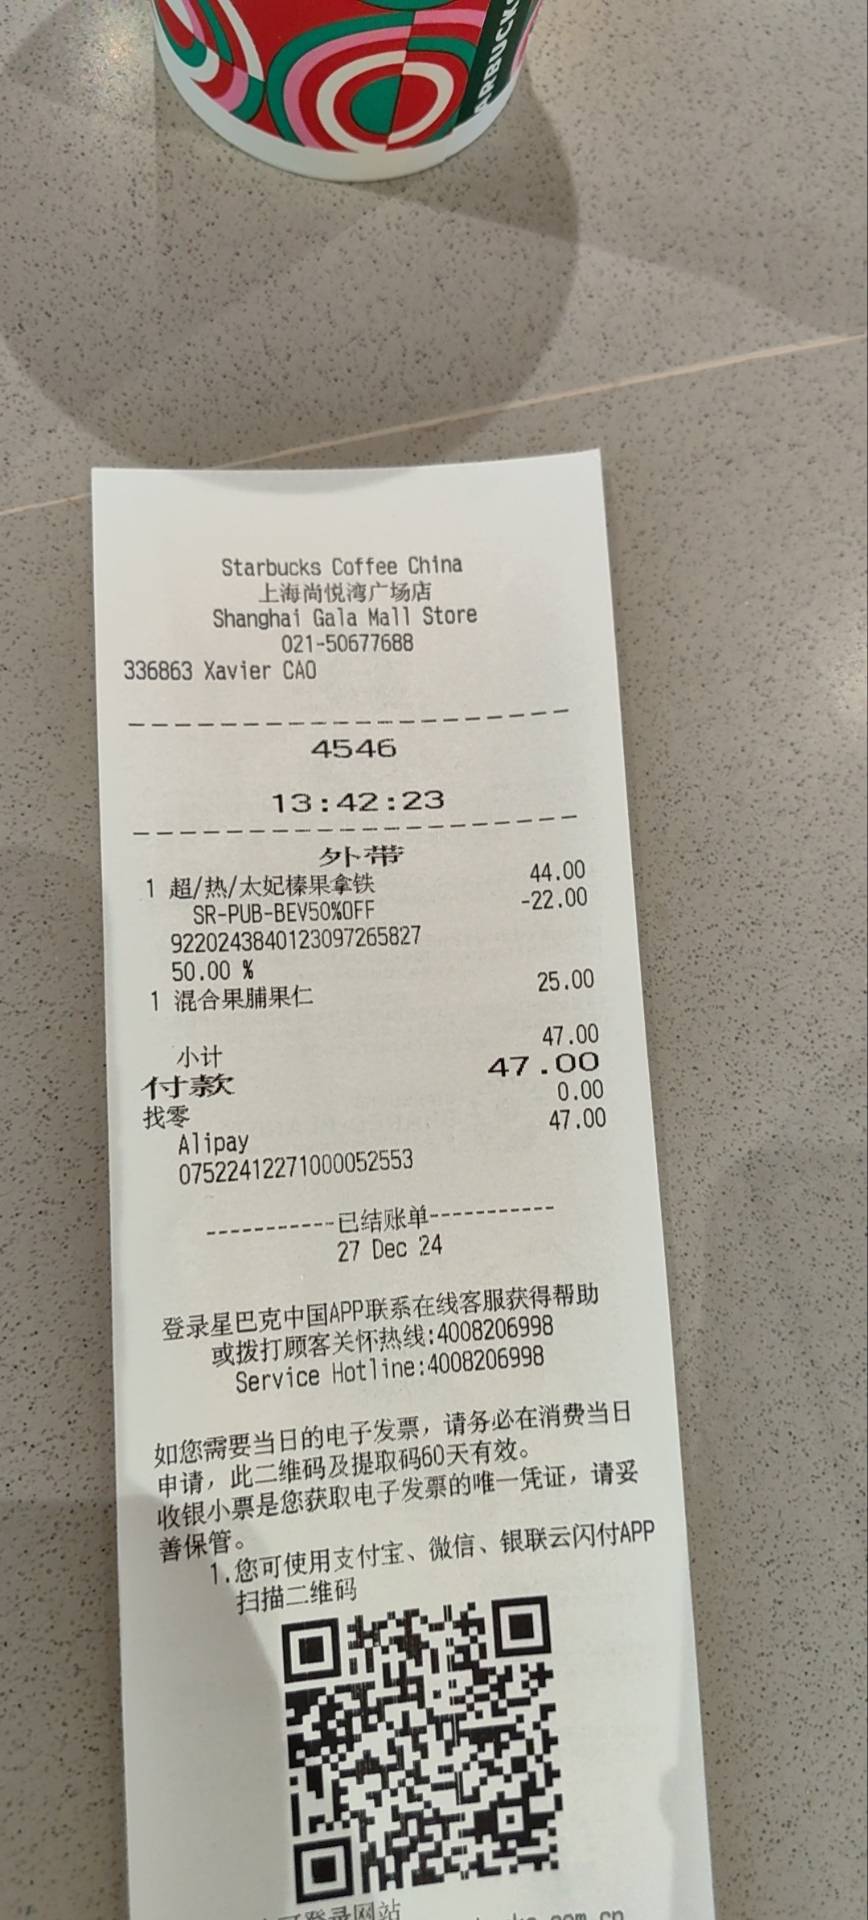 STARBUCKS
Starbucks Coffee China
上海尚悦湾广场店
Shanghai Gala Mall Store
021-50677688
336863 Xavier CAO
4546
13:42:23
外带
1 超/热/太妃榛果拿铁 44.00
SR-PUB-BEV50%OFF -22.00
9220243840123097265827
50.00 %
1 混合果脯果仁 25.00
小计 47.00
付款 47.00
找零 0.00
Alipay 47.00
07522412271000052553
-----------已结账单-----------
27 Dec 24
登录星巴克中国APP联系在线客服获得帮助
或拨打顾客关怀热线:4008206998
Service Hotline:4008206998
如您需要当日的电子发票，请务必在消费当日
申请，此二维码及提取码60天有效。
收银小票是您获取电子发票的唯一凭证，请妥
善保管。
1.您可使用支付宝、微信、银联云闪付APP
扫描二维码
可登录网站